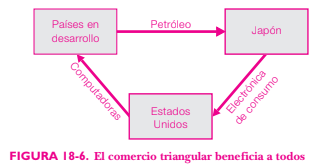 Países en
desarrollo
Petróleo
Japón
Computadoras
Electrónica
de consumo
Estados
Unidos
FIGURA 18-6. El comercio triangular beneficia a todos